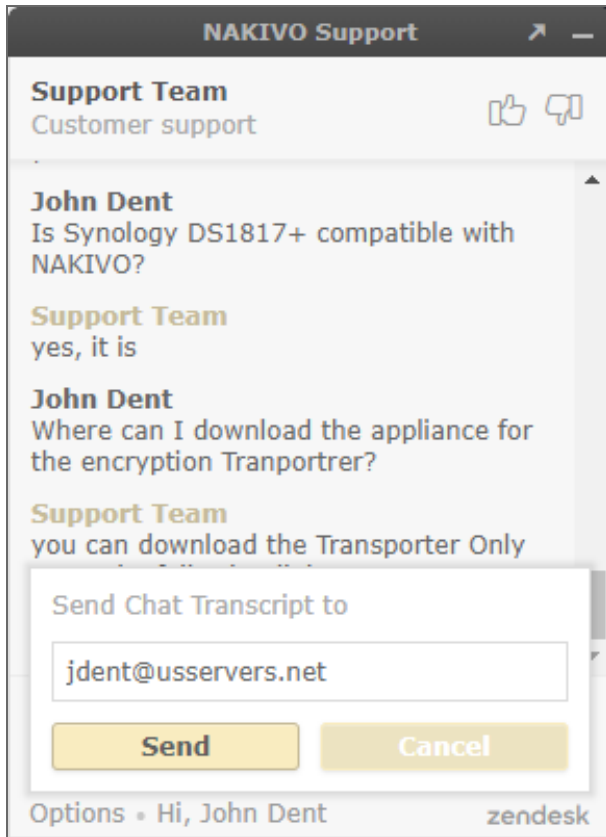 NAKIVO Support
Support Team
Customer support
John Dent
Is Synology DS1817+ compatible with
NAKIVO?
Support Team
yes, it is
John Dent
Where can I download the appliance for
the encryption Tranportrer?
Support Team
you can download the Transporter Only
Send Chat Transcript to
jdent@usservers.net
Send
Cancel
Options • Hi, John Dent
zendesk